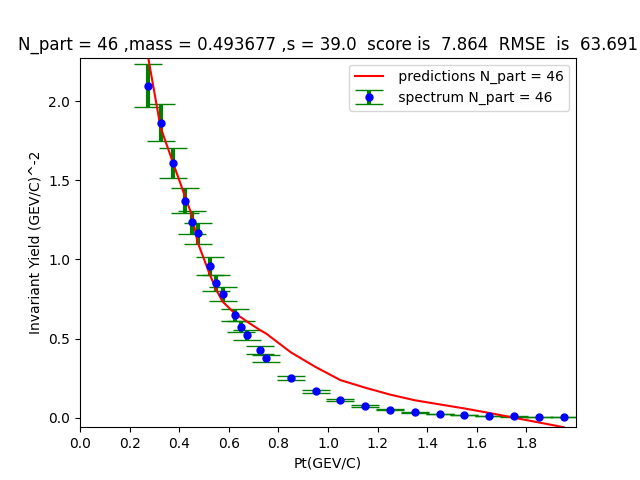 N_part = 46 ,mass = 0.493677 ,s = 39.0  score is  7.864  RMSE  is  63.691
predictions N_part = 46
spectrum N_part = 46
Invariant Yield (GEV/C)^-2
2.0
1.5
1.0
0.5
0.0
0.0 0.2 0.4 0.6 0.8 1.0 1.2 1.4 1.6 1.8
Pt(GEV/C)